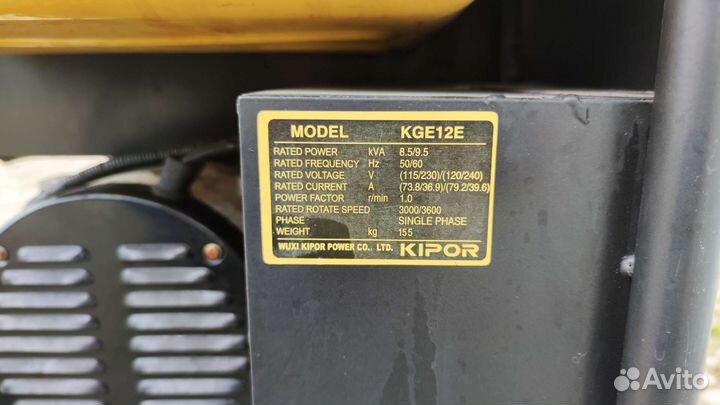 MODEL KGE12E
RATED POWER kVA 8.5/9.5
RATED FREQUENCY Hz 50/60
RATED VOLTAGE V (115/230)/(120/240)
RATED CURRENT A (73.8/36.9)/(79.2/39.6)
POWER FACTOR r/min 1.0
RATED ROTATE SPEED 3000/3600
PHASE SINGLE PHASE
WEIGHT kg 155
WUXI KIPOR POWER CO., LTD. KIPOR
Avito